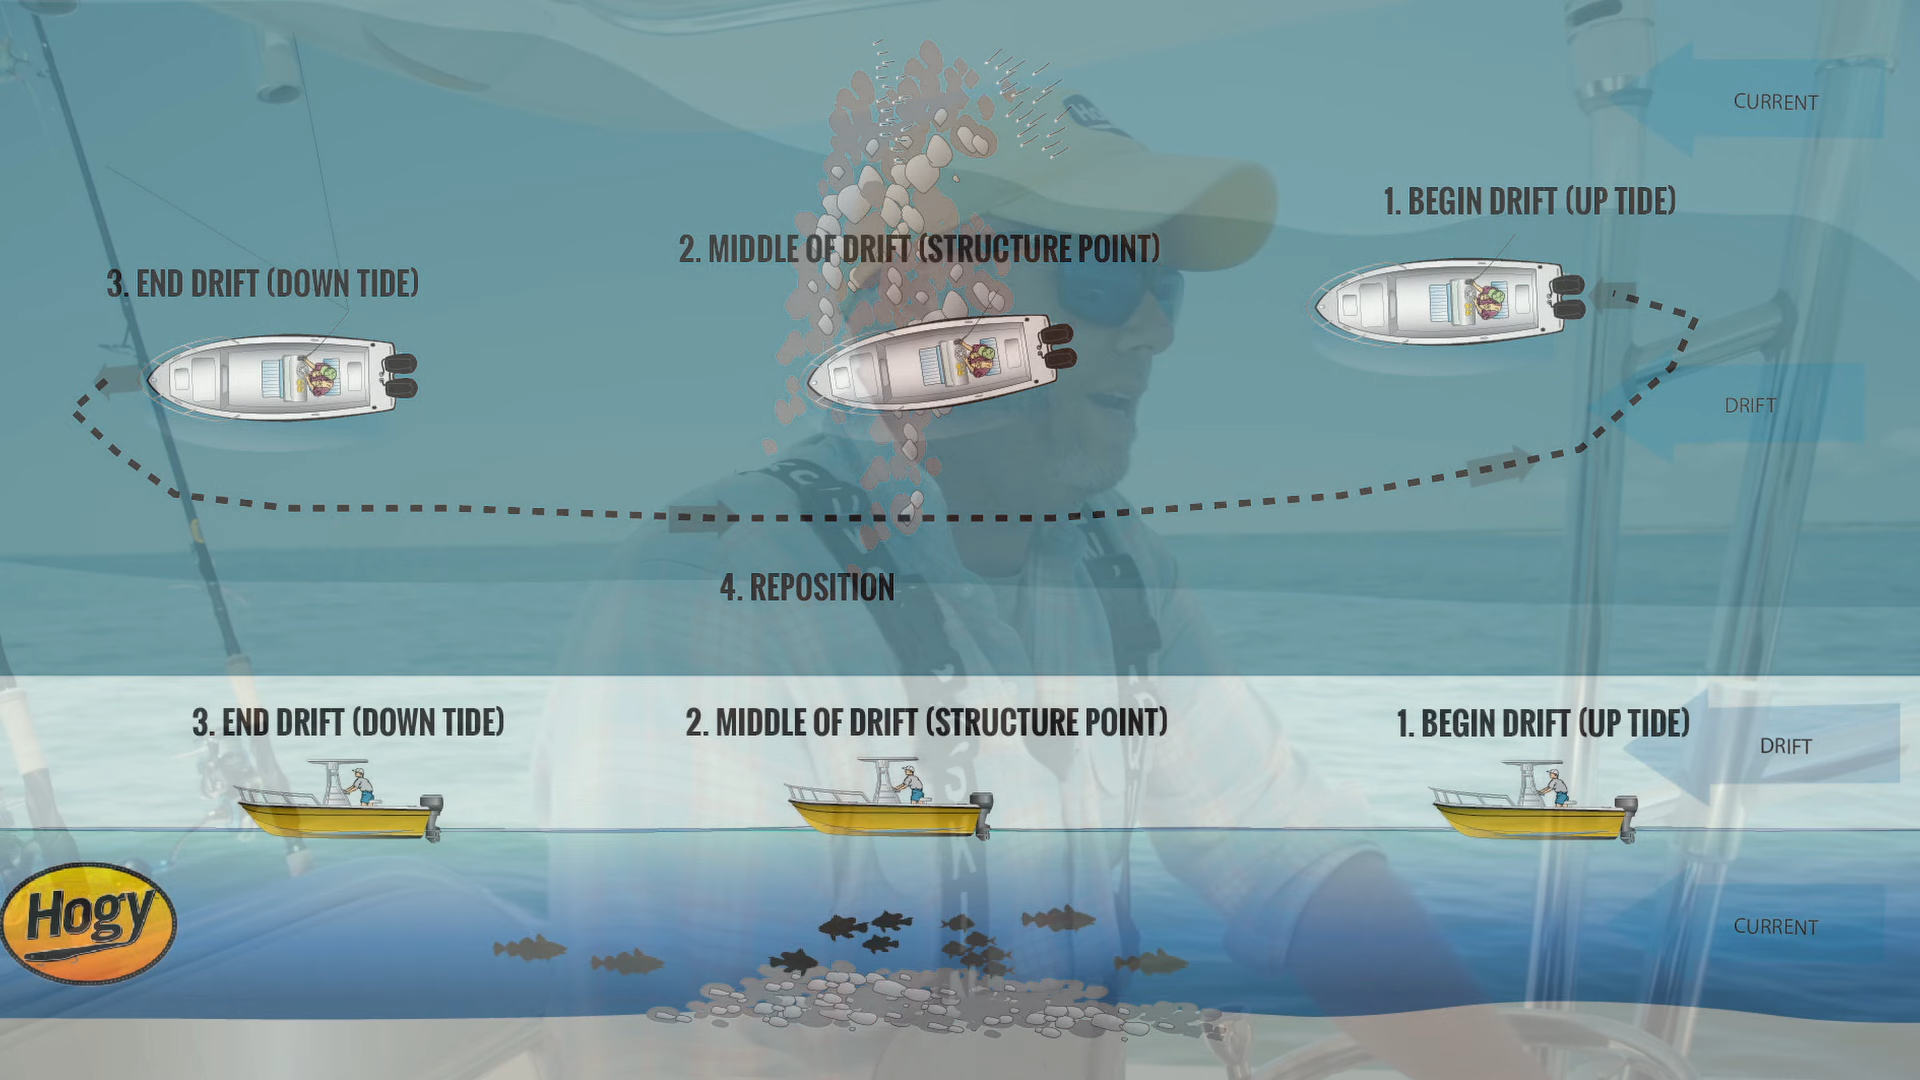 CURRENT
1. BEGIN DRIFT (UP TIDE)
2. MIDDLE OF DRIFT (STRUCTURE POINT)
3. END DRIFT (DOWN TIDE)
DRIFT
4. REPOSITION
3. END DRIFT (DOWN TIDE)
2. MIDDLE OF DRIFT (STRUCTURE POINT)
1. BEGIN DRIFT (UP TIDE)
DRIFT
Hogy
CURRENT